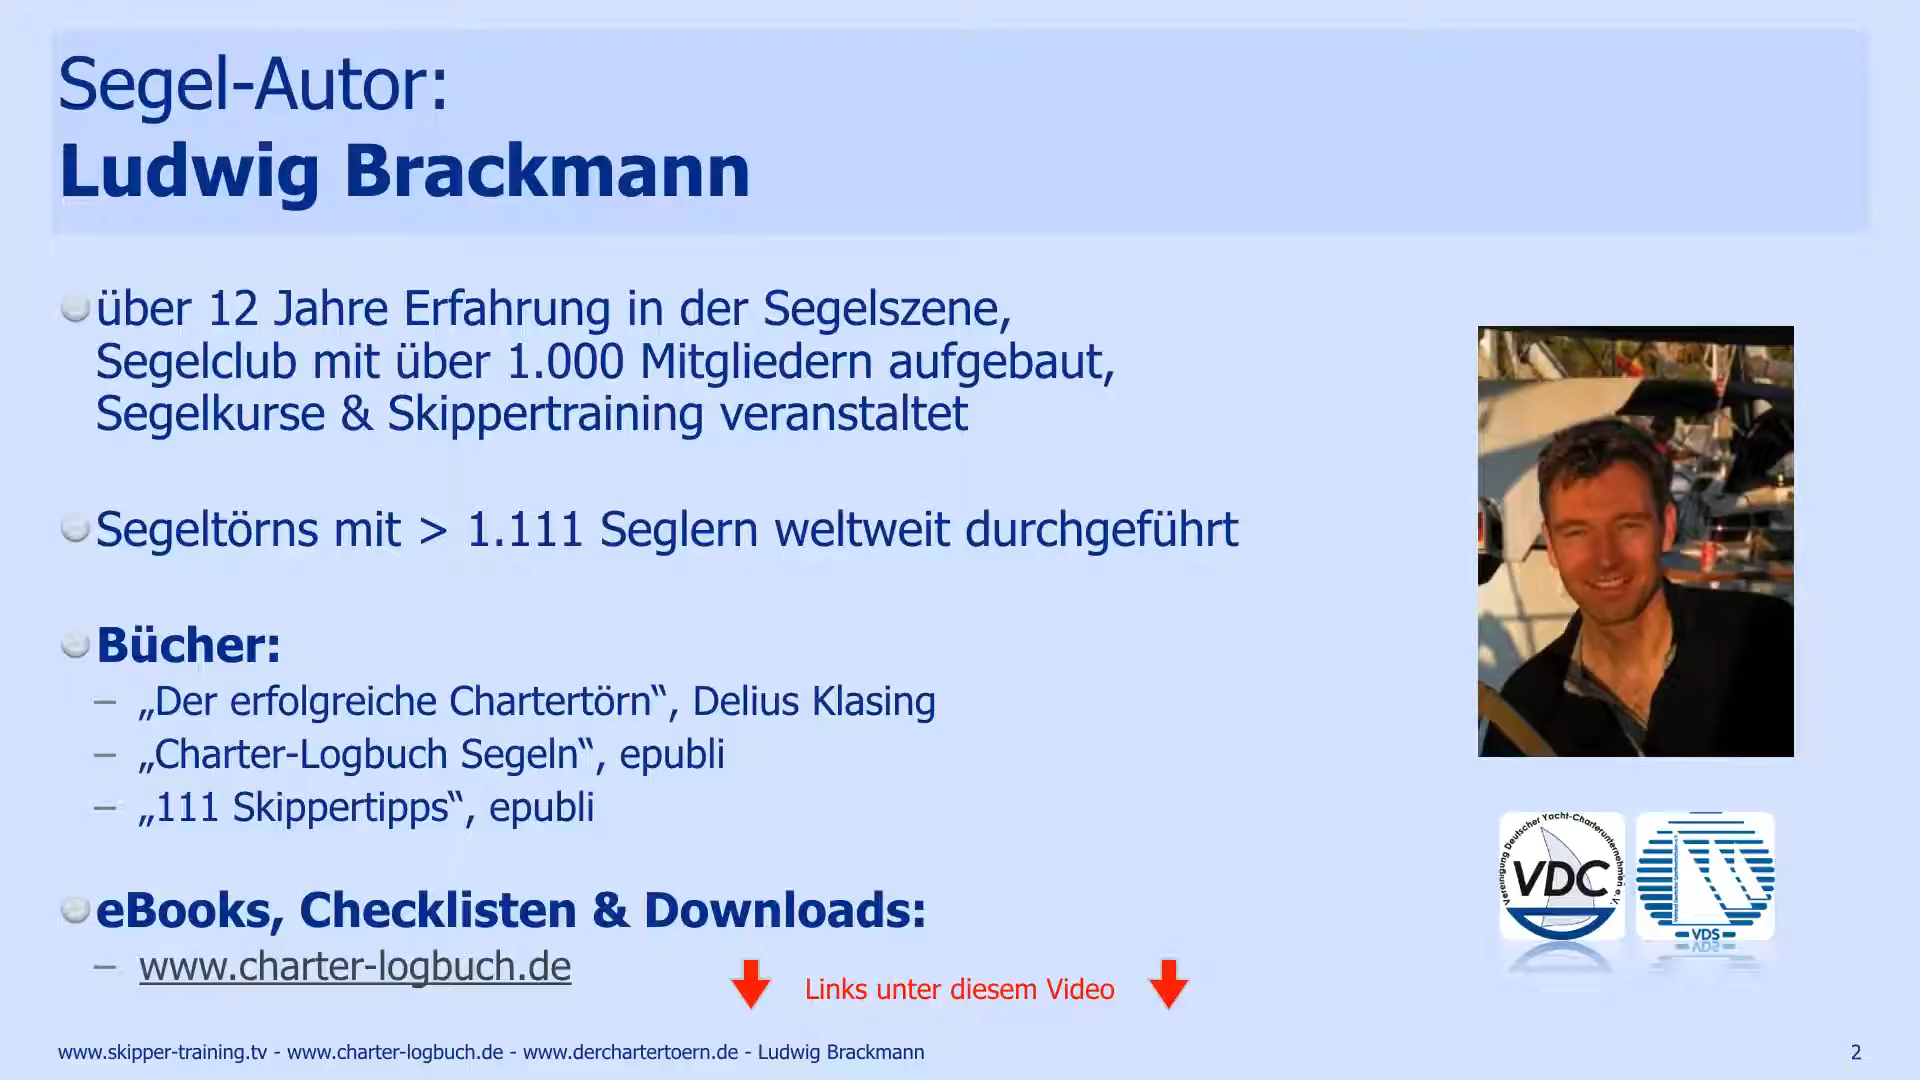 Segel-Autor:
Ludwig Brackmann
über 12 Jahre Erfahrung in der Segelszene,
Segelclub mit über 1.000 Mitgliedern aufgebaut,
Segelkurse & Skippertraining veranstaltet
Segeltörns mit > 1.111 Seglern weltweit durchgeführt
Bücher:
– „Der erfolgreiche Chartertörn“, Delius Klasing
– „Charter-Logbuch Segeln“, epubli
– „111 Skippertipps“, epubli
eBooks, Checklisten & Downloads:
– www.charter-logbuch.de
Links unter diesem Video
Vereinigung Deutscher Yacht-Charterunternehmen e.V.
VDC
VDS
www.skipper-training.tv - www.charter-logbuch.de - www.derchartertoern.de - Ludwig Brackmann
2